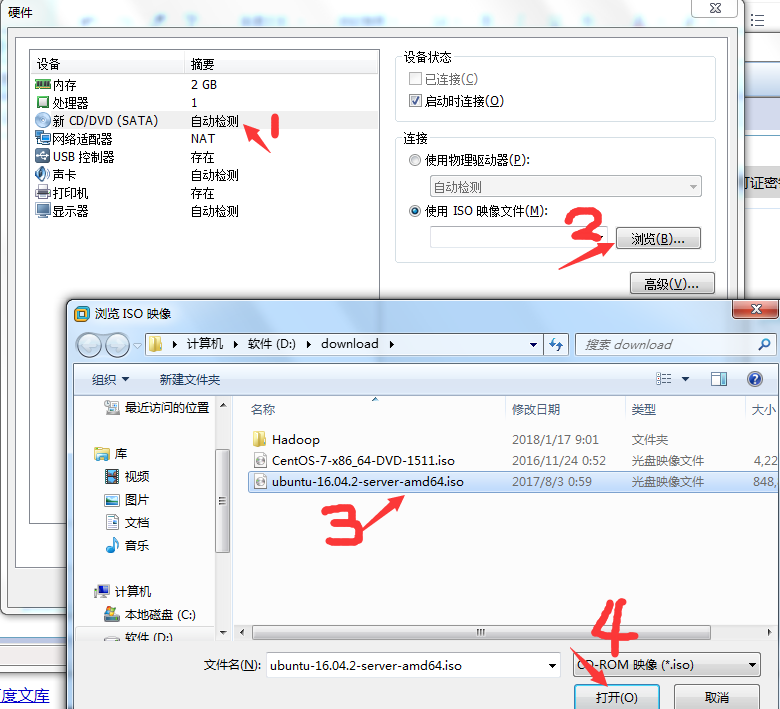 硬件
设备 摘要
内存 2 GB
处理器 1
新 CD/DVD (SATA) 自动检测
网络适配器 NAT
USB 控制器 存在
声卡 自动检测
打印机 存在
显示器 自动检测
1
设备状态
已连接(C)
启动时连接(O)
连接
使用物理驱动器(P):
自动检测
使用 ISO 映像文件(M):
2
浏览(B)...
高级(V)...
可证密
浏览 ISO 映像
计算机 软件 (D:) download
搜索 download
组织 新建文件夹
最近访问的位置
库
视频
图片
文档
音乐
计算机
本地磁盘 (C:)
软件 (D:)
名称 修改日期 类型 大小
Hadoop 2018/1/17 9:01 文件夹
CentOS-7-x86_64-DVD-1511.iso 2016/11/24 0:52 光盘映像文件 4,22
ubuntu-16.04.2-server-amd64.iso 2017/8/3 0:59 光盘映像文件 848,
3
4
文件名(N): ubuntu-16.04.2-server-amd64.iso
CD-ROM 映像 (*.iso)
打开(O) 取消
度文库